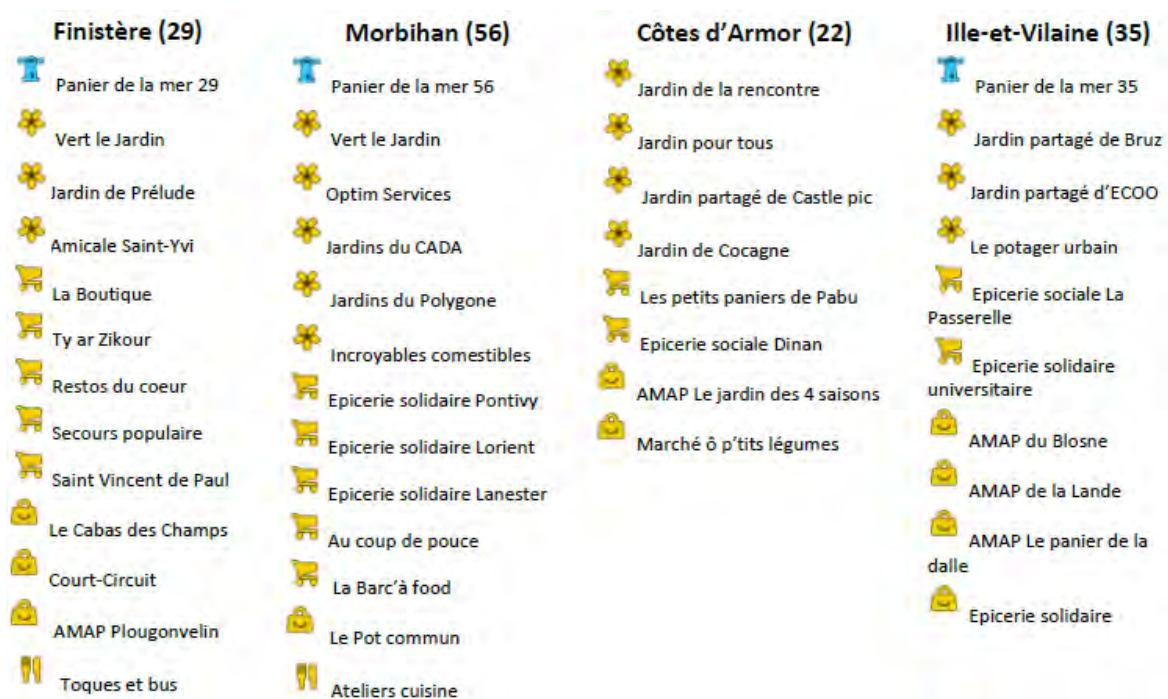 Finistère (29)
Panier de la mer 29
Vert le Jardin
Jardin de Prélude
Amicale Saint-Yvi
La Boutique
Ty ar Zikour
Restos du coeur
Secours populaire
Saint Vincent de Paul
Le Cabas des Champs
Court-Circuit
AMAP Plougonvelin
Toques et bus
Morbihan (56)
Panier de la mer 56
Vert le Jardin
Optim Services
Jardins du CADA
Jardins du Polygone
Incroyables comestibles
Epicerie solidaire Pontivy
Epicerie solidaire Lorient
Epicerie solidaire Lanester
Au coup de pouce
La Barc’à food
Le Pot commun
Ateliers cuisine
Côtes d’Armor (22)
Jardin de la rencontre
Jardin pour tous
Jardin partagé de Castle pic
Jardin de Cocagne
Les petits paniers de Pabu
Epicerie sociale Dinan
AMAP Le jardin des 4 saisons
Marché ô p’tits légumes
Ille-et-Vilaine (35)
Panier de la mer 35
Jardin partagé de Bruz
Jardin partagé d’ECOO
Le potager urbain
Epicerie sociale La
Passerelle
Epicerie solidaire
universitaire
AMAP du Blosne
AMAP de la Lande
AMAP Le panier de la
dalle
Epicerie solidaire